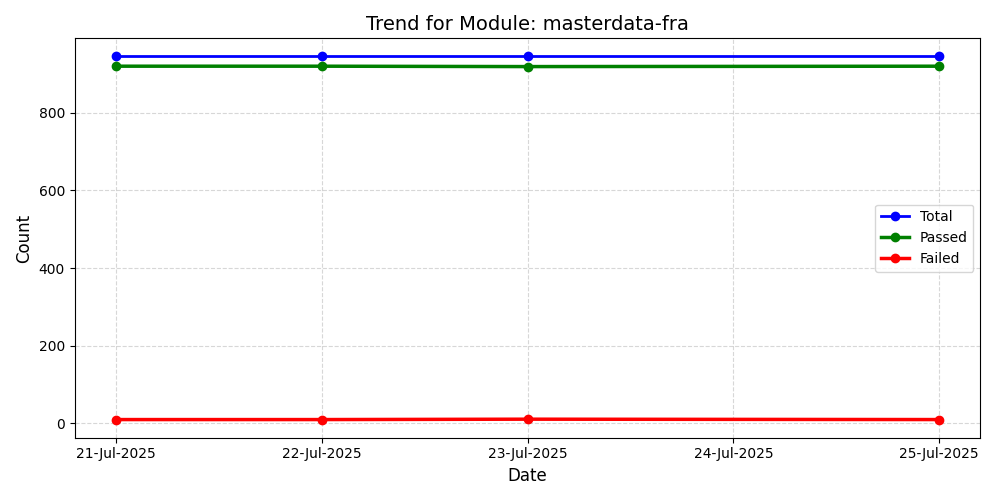 Trend for Module: masterdata-fra
Count
800
600
400
200
0
Total
Passed
Failed
21-Jul-2025
22-Jul-2025
23-Jul-2025
24-Jul-2025
25-Jul-2025
Date